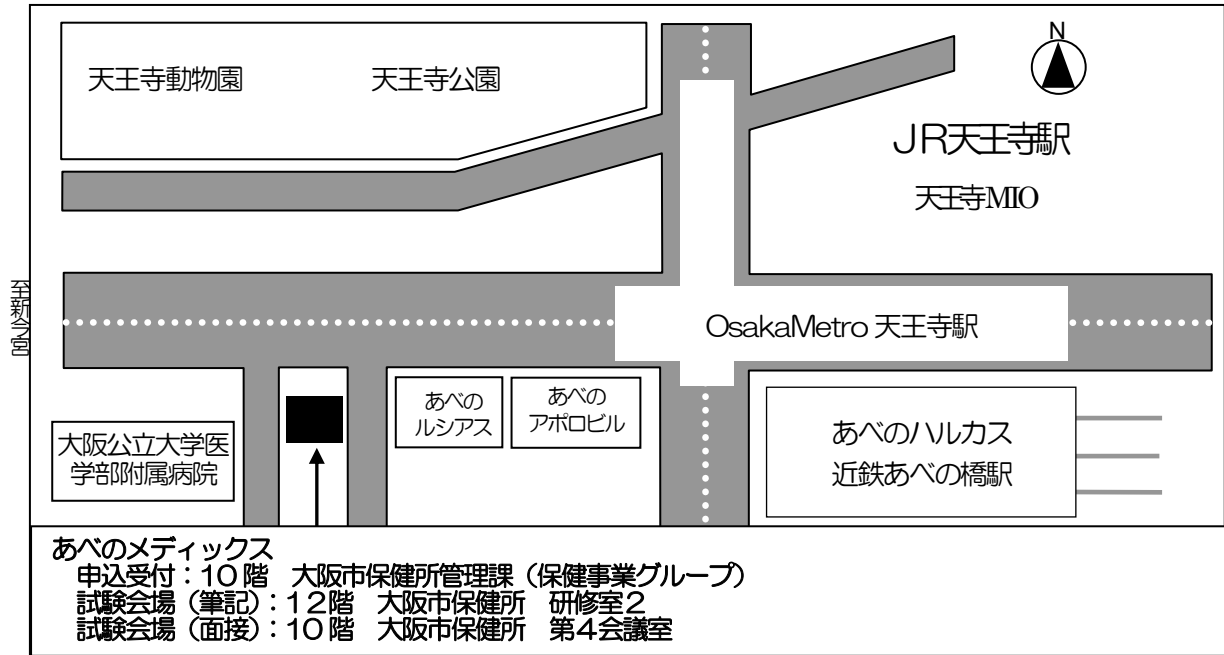 天王寺動物園
天王寺公園
N
JR天王寺駅
天王寺MIO
至新今宮
OsakaMetro 天王寺駅
大阪公立大学医
学部附属病院
あべの
ルシアス
あべの
アポロビル
あべのハルカス
近鉄あべの橋駅
あべのメディックス
申込受付：10階　大阪市保健所管理課（保健事業グループ）
試験会場（筆記）：12階　大阪市保健所　研修室2
試験会場（面接）：10階　大阪市保健所　第4会議室